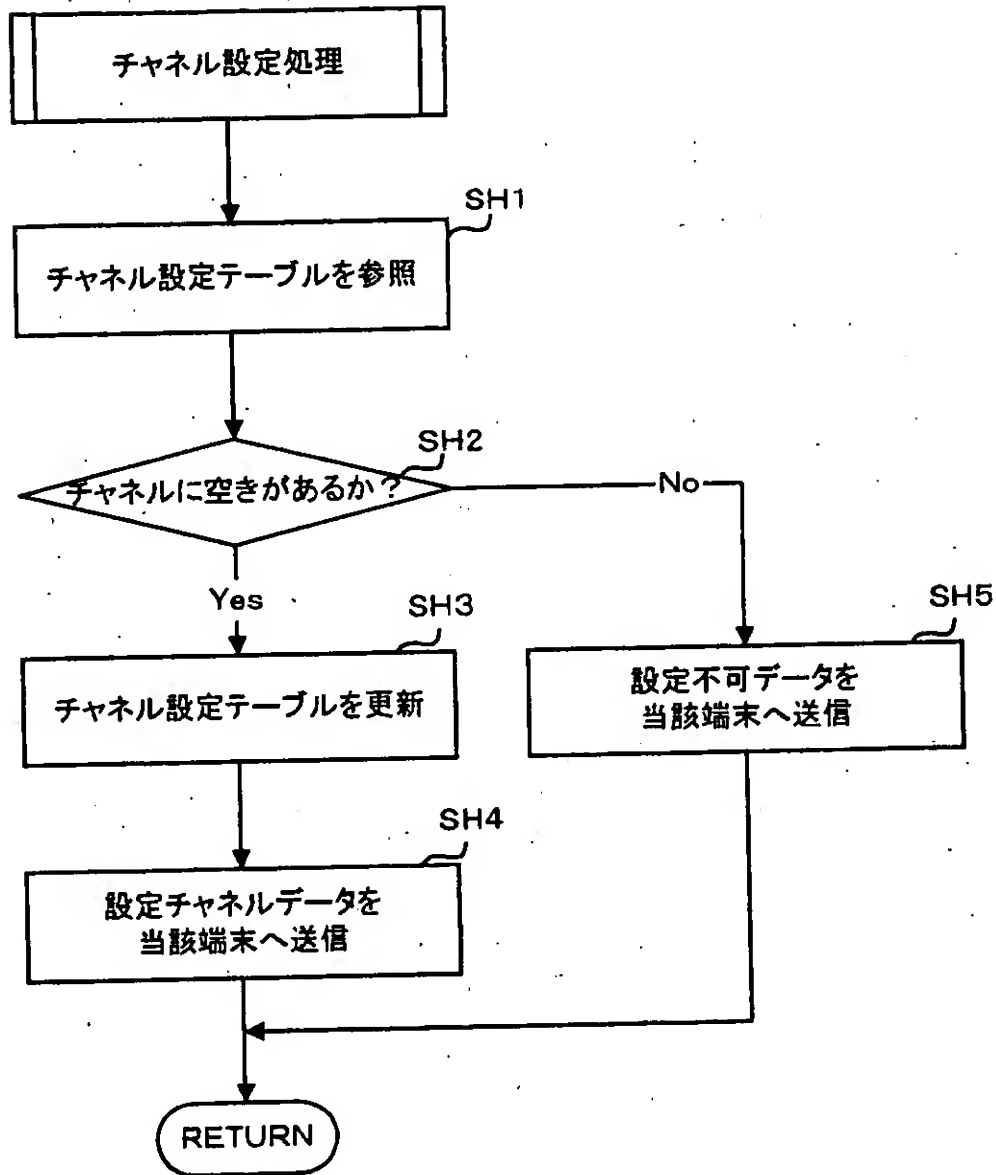 チャネル設定処理
SH1
チャネル設定テーブルを参照
SH2
チャネルに空きがあるか?
No
Yes
SH3
チャネル設定テーブルを更新
SH5
設定不可データを
当該端末へ送信
SH4
設定チャネルデータを
当該端末へ送信
RETURN